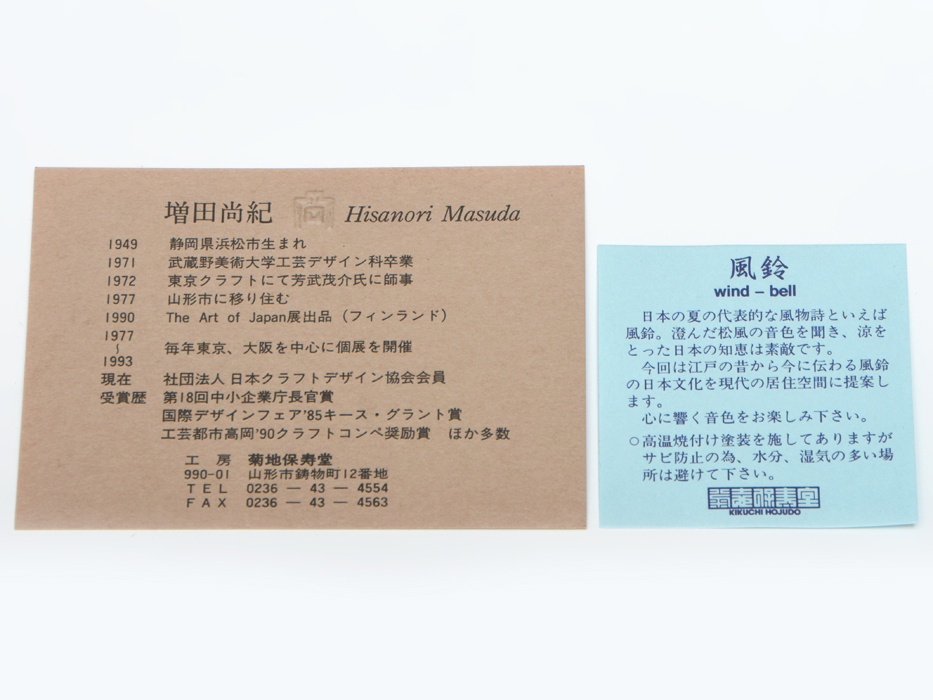 増田尚紀 尚 Hisanori Masuda
1949 静岡県浜松市生まれ
1971 武蔵野美術大学工芸デザイン科卒業
1972 東京クラフトにて芳武茂介氏に師事
1977 山形市に移り住む
1990 The Art of Japan展出品（フィンランド）
1977
〜
1993
毎年東京、大阪を中心に個展を開催
現在 社団法人 日本クラフトデザイン協会会員
受賞歴 第18回中小企業庁長官賞
国際デザインフェア'85キース・グラント賞
工芸都市高岡'90クラフトコンペ奨励賞 ほか多数
工 房 菊地保寿堂
990-01 山形市鋳物町12番地
TEL 0236 — 43 — 4554
FAX 0236 — 43 — 4563
風鈴
wind – bell
日本の夏の代表的な風物詩といえば
風鈴。澄んだ松風の音色を聞き、涼を
とった日本の知恵は素敵です。
今回は江戸の昔から今に伝わる風鈴
の日本文化を現代の居住空間に提案し
ます。
心に響く音色をお楽しみ下さい。
○高温焼付け塗装を施してありますが
サビ防止の為、水分、湿気の多い場
所は避けて下さい。
KIKUCHI HOJUDO